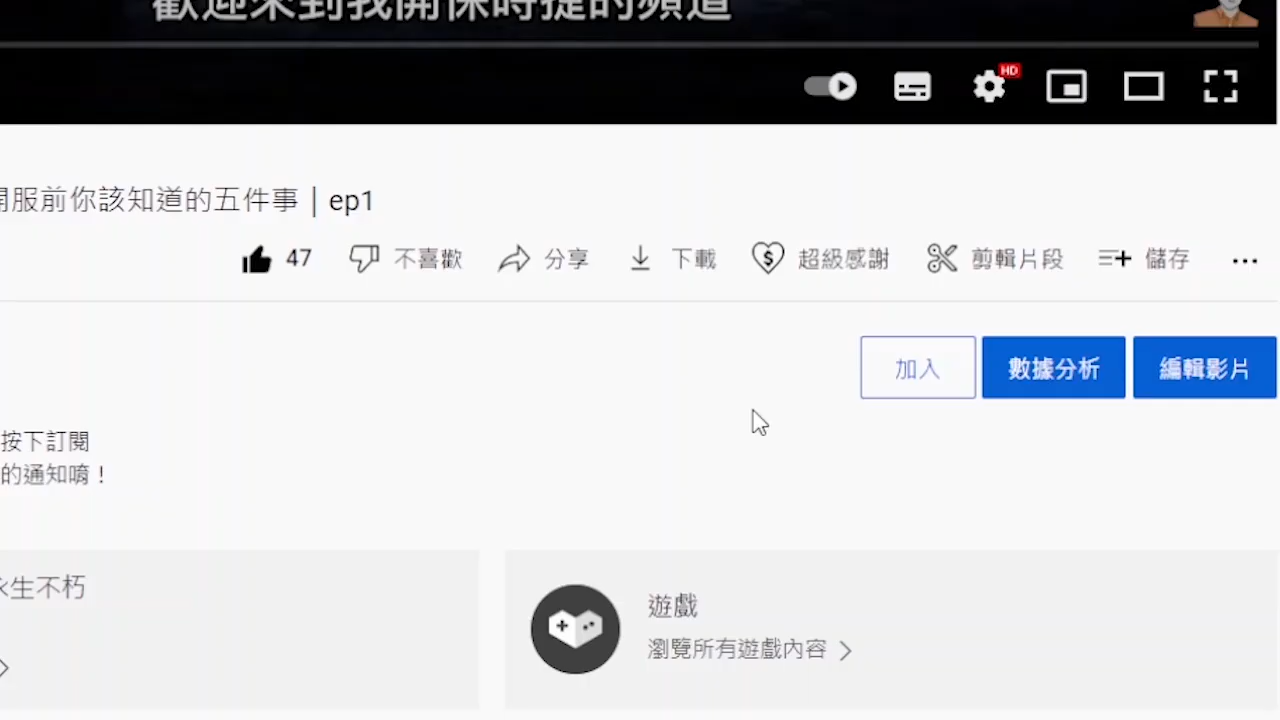 歡迎來到我開保時捷的頻道
HD
開服前你該知道的五件事｜ep1
47 不喜歡 分享 下載 超級感謝 剪輯片段 儲存
加入 數據分析 編輯影片
按下訂閱
的通知唷！
永生不朽
遊戲
瀏覽所有遊戲內容